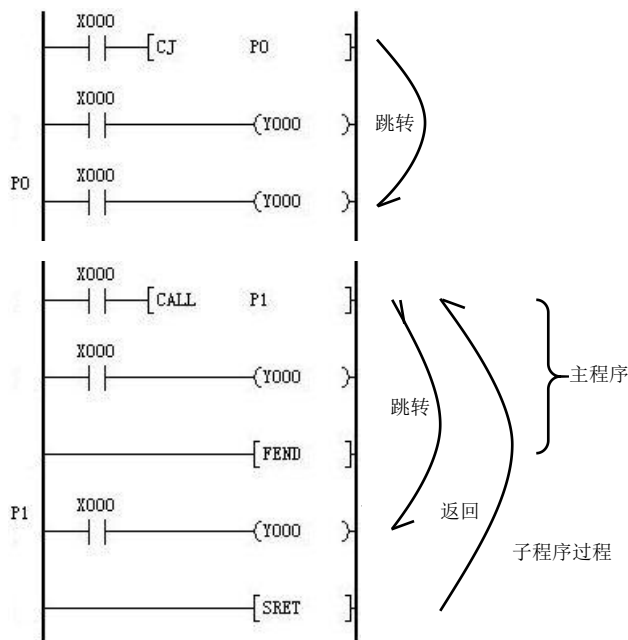 X000
CJ P0
X000
Y000
P0
X000
Y000
跳转
X000
CALL P1
X000
Y000
跳转
主程序
FEND
P1
X000
Y000
返回
子程序过程
SRET